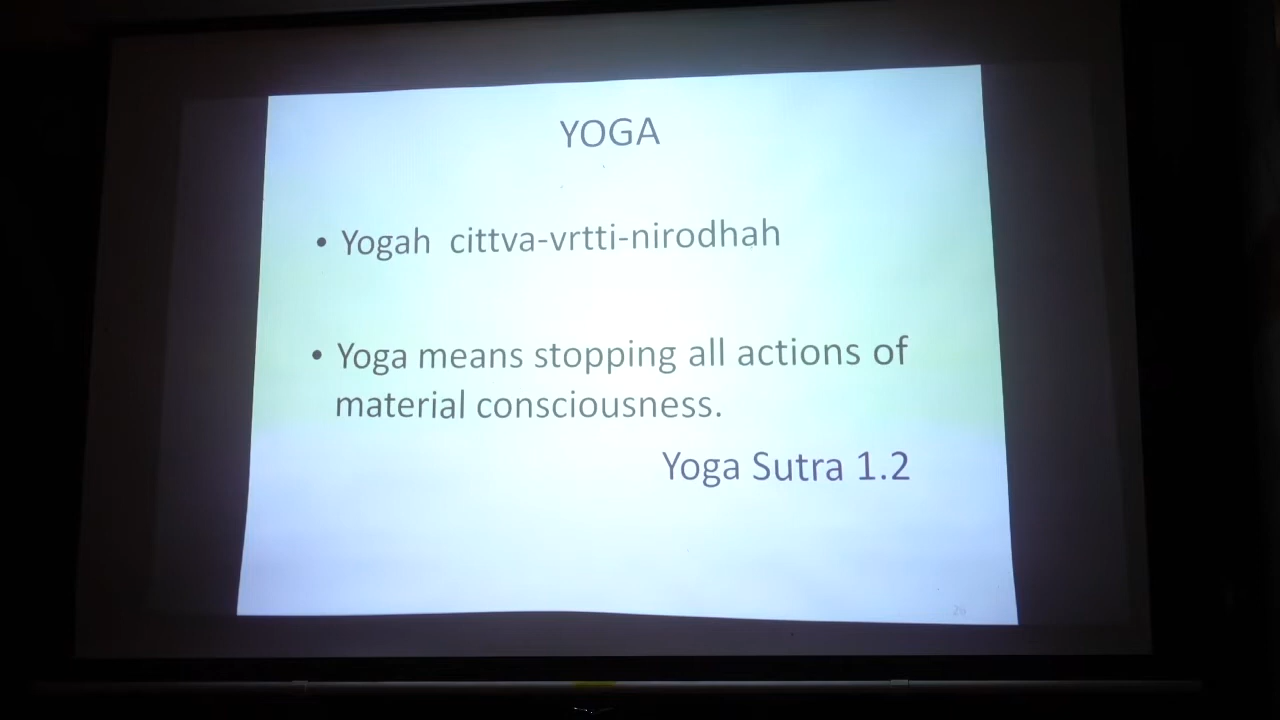 YOGA
• Yogah cittva-vrtti-nirodhah
• Yoga means stopping all actions of
material consciousness.
Yoga Sutra 1.2